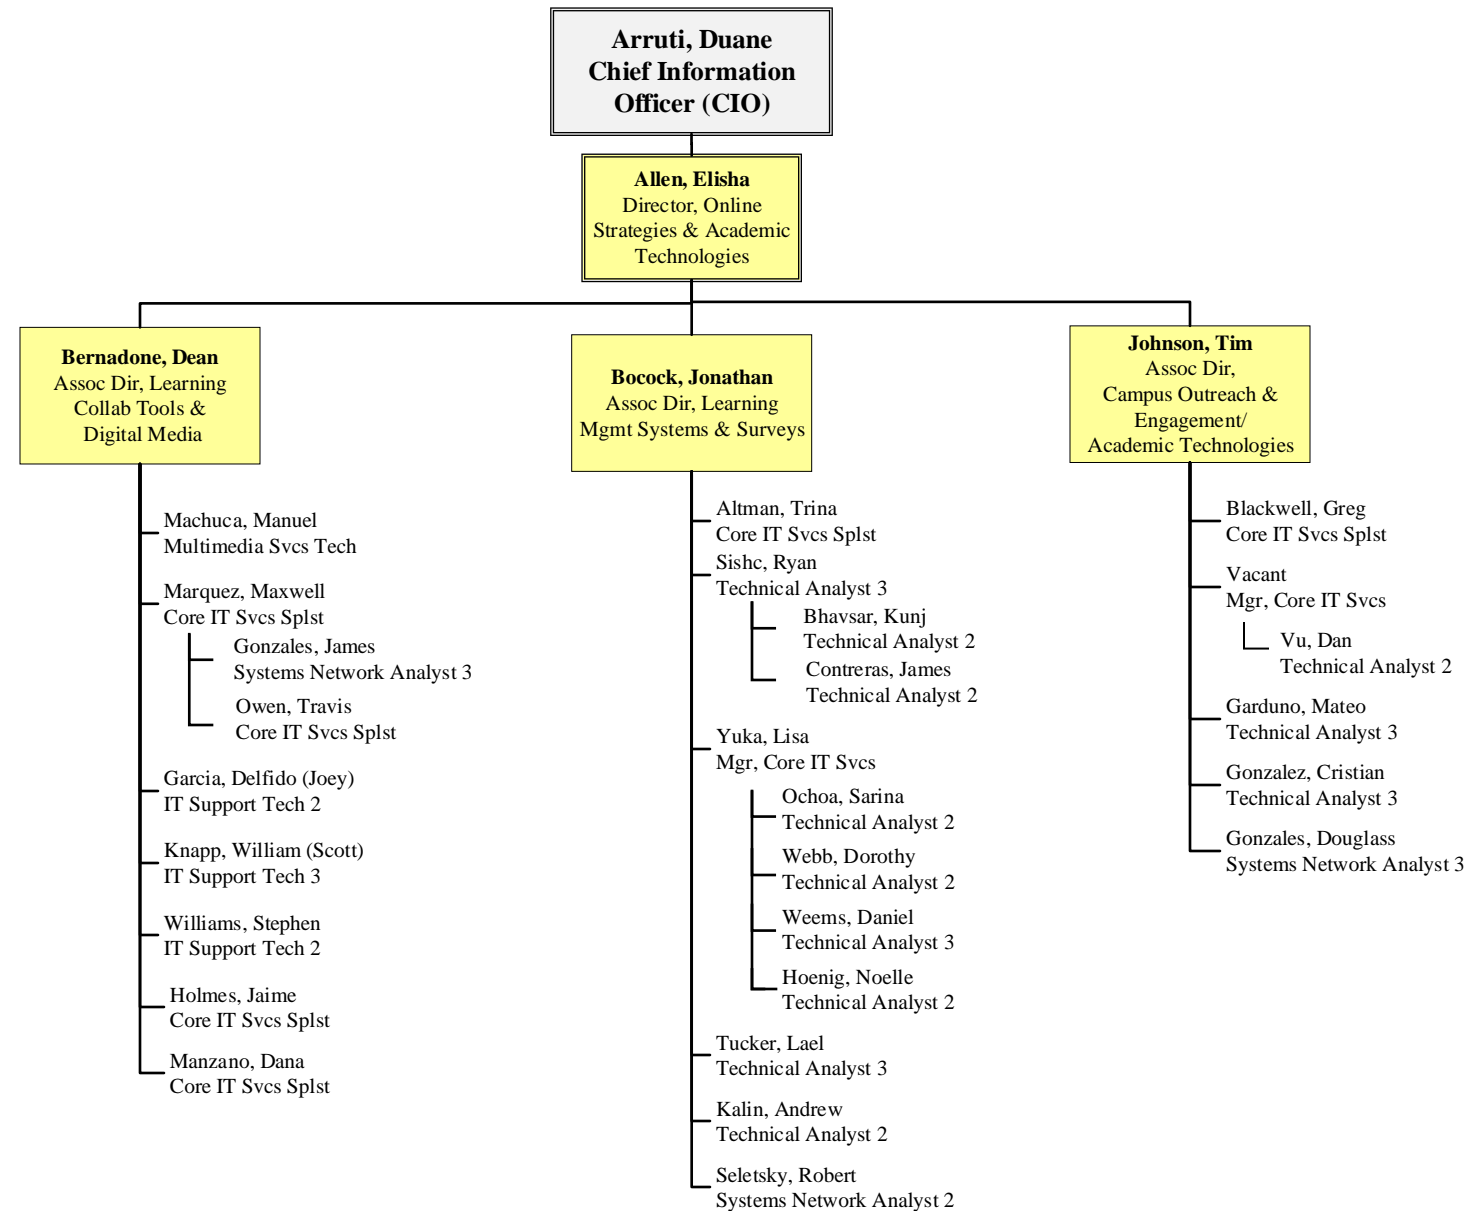 Arruti, Duane
Chief Information
Officer (CIO)
Allen, Elisha
Director, Online
Strategies & Academic
Technologies
Bernadone, Dean
Assoc Dir, Learning
Collab Tools &
Digital Media
Machuca, Manuel
Multimedia Svcs Tech
Marquez, Maxwell
Core IT Svcs Splst
Gonzales, James
Systems Network Analyst 3
Owen, Travis
Core IT Svcs Splst
Garcia, Delfido (Joey)
IT Support Tech 2
Knapp, William (Scott)
IT Support Tech 3
Williams, Stephen
IT Support Tech 2
Holmes, Jaime
Core IT Svcs Splst
Manzano, Dana
Core IT Svcs Splst
Bocock, Jonathan
Assoc Dir, Learning
Mgmt Systems & Surveys
Altman, Trina
Core IT Svcs Splst
Sishc, Ryan
Technical Analyst 3
Bhavsar, Kunj
Technical Analyst 2
Contreras, James
Technical Analyst 2
Yuka, Lisa
Mgr, Core IT Svcs
Ochoa, Sarina
Technical Analyst 2
Webb, Dorothy
Technical Analyst 2
Weems, Daniel
Technical Analyst 3
Hoenig, Noelle
Technical Analyst 2
Tucker, Lael
Technical Analyst 3
Kalin, Andrew
Technical Analyst 2
Seletsky, Robert
Systems Network Analyst 2
Johnson, Tim
Assoc Dir,
Campus Outreach &
Engagement/
Academic Technologies
Blackwell, Greg
Core IT Svcs Splst
Vacant
Mgr, Core IT Svcs
Vu, Dan
Technical Analyst 2
Garduno, Mateo
Technical Analyst 3
Gonzalez, Cristian
Technical Analyst 3
Gonzales, Douglass
Systems Network Analyst 3